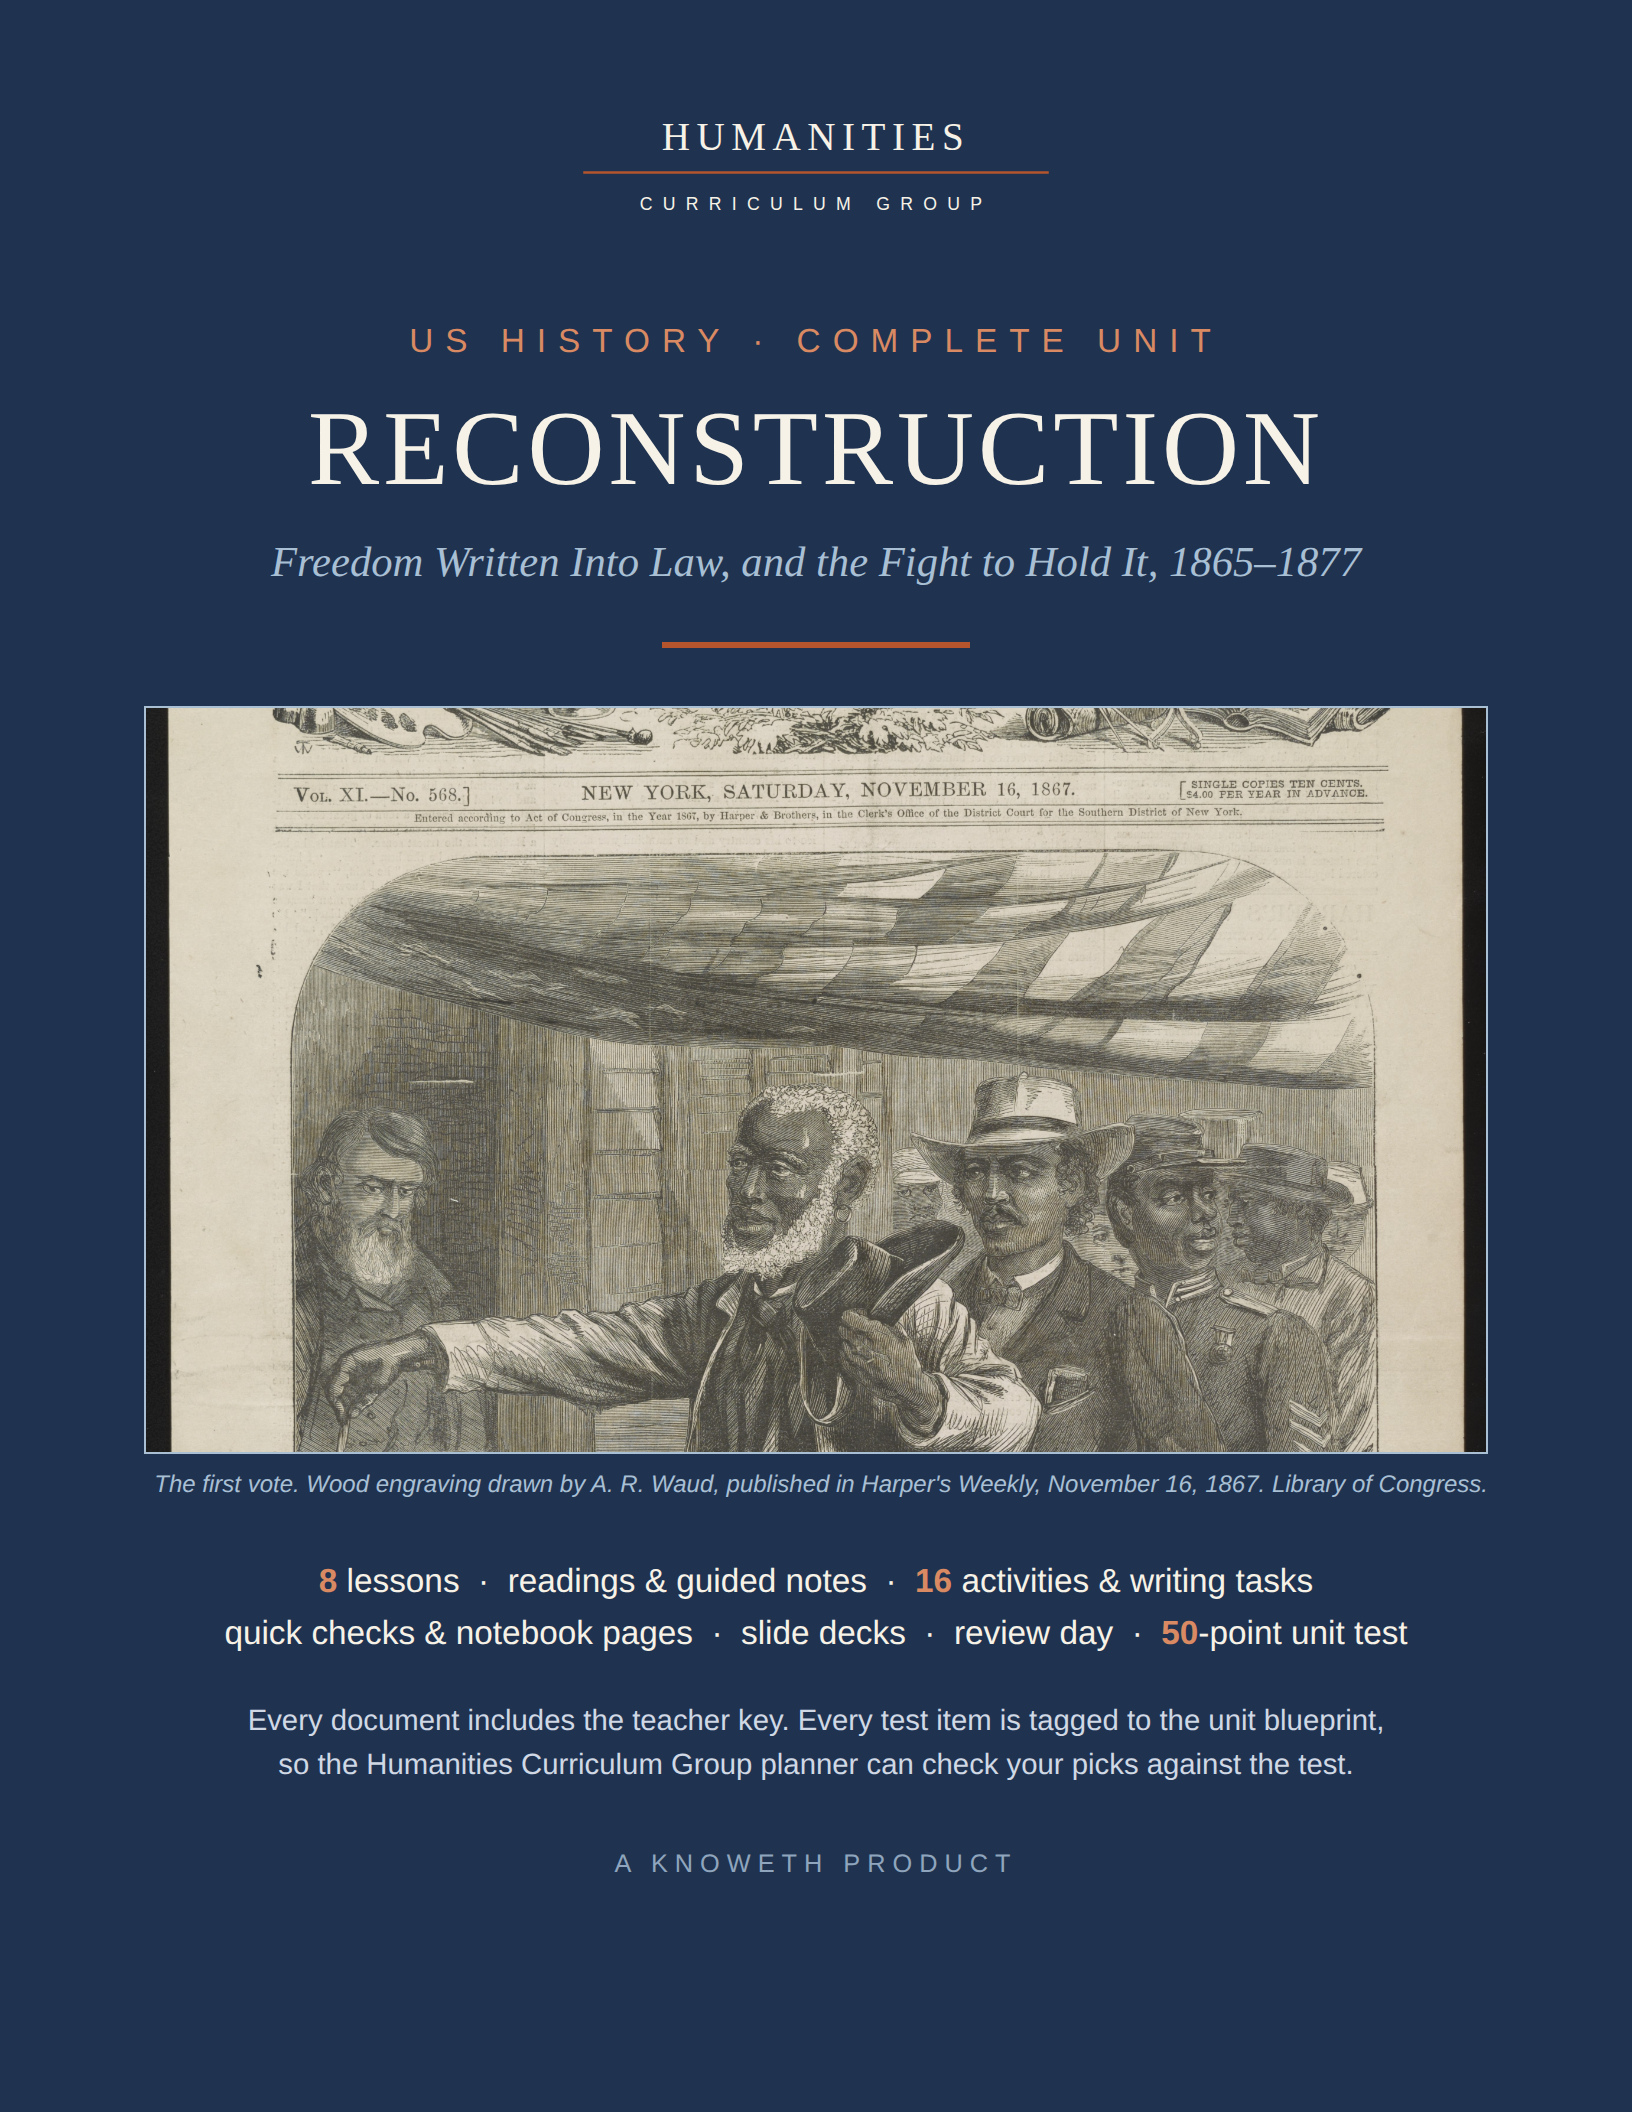 HUMANITIES
CURRICULUM GROUP
US HISTORY · COMPLETE UNIT
RECONSTRUCTION
Freedom Written Into Law, and the Fight to Hold It, 1865–1877
VOL. XI.—No. 568.]
NEW YORK, SATURDAY, NOVEMBER 16, 1867.
[SINGLE COPIES TEN CENTS.
$4.00 PER YEAR IN ADVANCE.
Entered according to Act of Congress, in the Year 1867, by Harper & Brothers, in the Clerk's Office of the District Court for the Southern District of New York.
The first vote. Wood engraving drawn by A. R. Waud, published in Harper's Weekly, November 16, 1867. Library of Congress.
8 lessons · readings & guided notes · 16 activities & writing tasks
quick checks & notebook pages · slide decks · review day · 50-point unit test
Every document includes the teacher key. Every test item is tagged to the unit blueprint,
so the Humanities Curriculum Group planner can check your picks against the test.
A KNOWETH PRODUCT